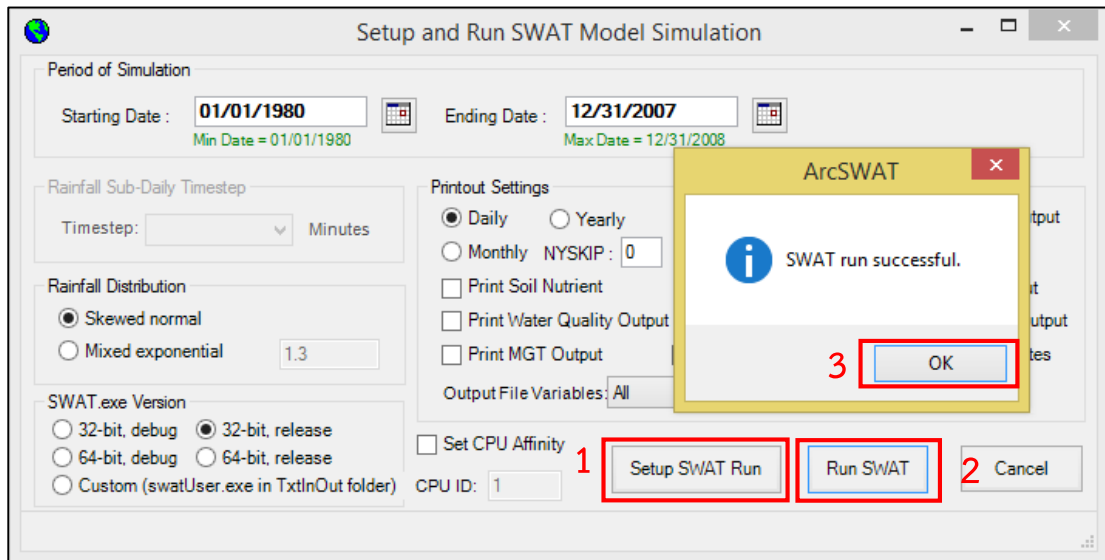 Setup and Run SWAT Model Simulation
Period of Simulation
Starting Date : 01/01/1980 Ending Date : 12/31/2007
Min Date = 01/01/1980 Max Date = 12/31/2008
ArcSWAT
SWAT run successful.
3 OK
Rainfall Sub-Daily Timestep
Timestep: Minutes
Rainfall Distribution
Skewed normal
Mixed exponential 1.3
SWAT.exe Version
32-bit, debug 32-bit, release
64-bit, debug 64-bit, release
Custom (swatUser.exe in TxtInOut folder)
Printout Settings
Daily Yearly
Monthly NYSKIP : 0
Print Soil Nutrient
Print Water Quality Output
Print MGT Output
Output File Variables: All
Set CPU Affinity
CPU ID: 1
1 Setup SWAT Run Run SWAT 2 Cancel